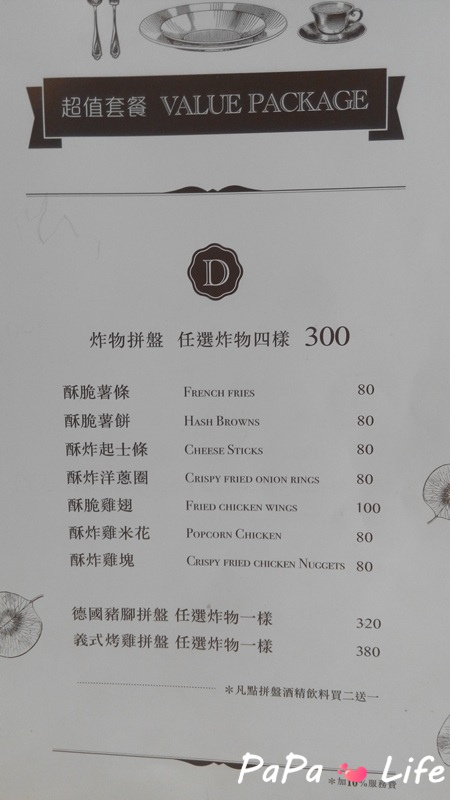 超值套餐 VALUE PACKAGE
D
炸物拼盤 任選炸物四樣 300
酥脆薯條 FRENCH FRIES 80
酥脆薯餅 HASH BROWNS 80
酥炸起士條 CHEESE STICKS 80
酥炸洋蔥圈 CRISPY FRIED ONION RINGS 80
酥脆雞翅 FRIED CHICKEN WINGS 100
酥炸雞米花 POPCORN CHICKEN 80
酥炸雞塊 CRISPY FRIED CHICKEN NUGGETS 80
德國豬腳拼盤 任選炸物一樣 320
義式烤雞拼盤 任選炸物一樣 380
＊凡點拼盤酒精飲料買二送一
＊加10%服務費
PaPa Life